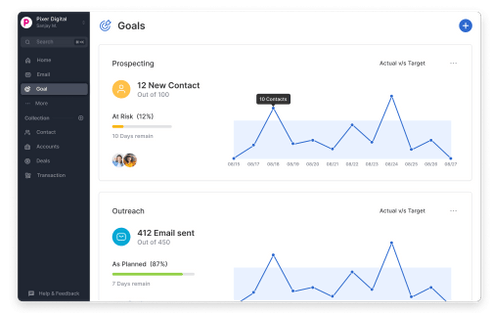 Pixer Digital
Sanjay M.
Search
Home
Email
Goal
More
Collection
Contact
Accounts
Deals
Transaction
Help & Feedback
Goals
Prospecting
Actual v/s Target
12 New Contact
Out of 100
At Risk (12%)
10 Days remain
10 Contacts
08/15 08/17 08/18 08/19 08/20 08/21 08/22 08/23 08/24 08/25 08/26 08/27
Outreach
Actual v/s Target
412 Email sent
Out of 450
As Planned (87%)
7 Days remain